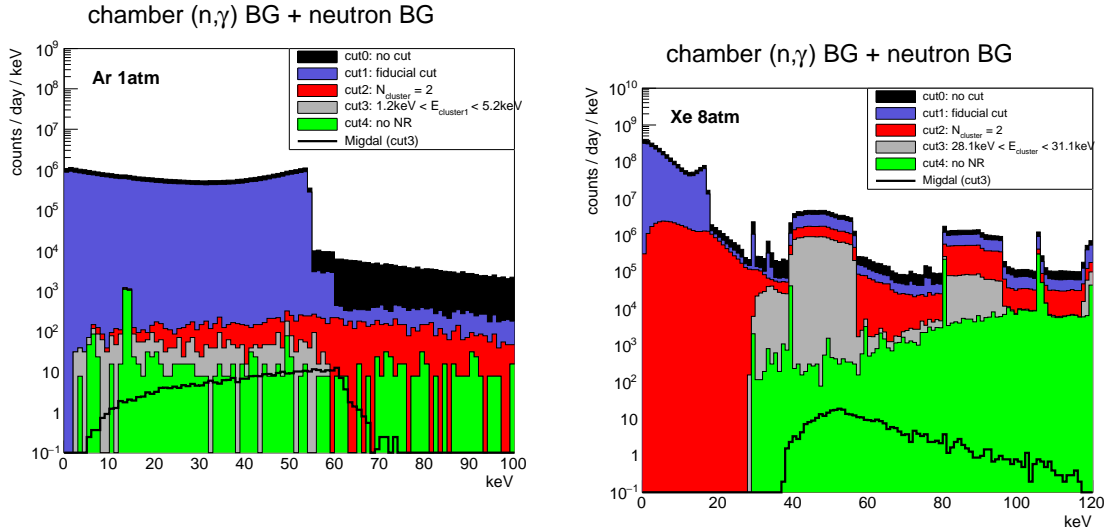 chamber (n,γ) BG + neutron BG
counts / day / keV
10⁹
10⁸
10⁷
10⁶
10⁵
10⁴
10³
10²
10
1
10⁻¹
Ar 1atm
cut0: no cut
cut1: fiducial cut
cut2: N_cluster = 2
cut3: 1.2keV < E_cluster1 < 5.2keV
cut4: no NR
Migdal (cut3)
0 10 20 30 40 50 60 70 80 90 100
keV
chamber (n,γ) BG + neutron BG
counts / day / keV
10¹⁰
10⁹
10⁸
10⁷
10⁶
10⁵
10⁴
10³
10²
10
1
10⁻¹
Xe 8atm
cut0: no cut
cut1: fiducial cut
cut2: N_cluster = 2
cut3: 28.1keV < E_cluster < 31.1keV
cut4: no NR
Migdal (cut3)
0 20 40 60 80 100 120
keV